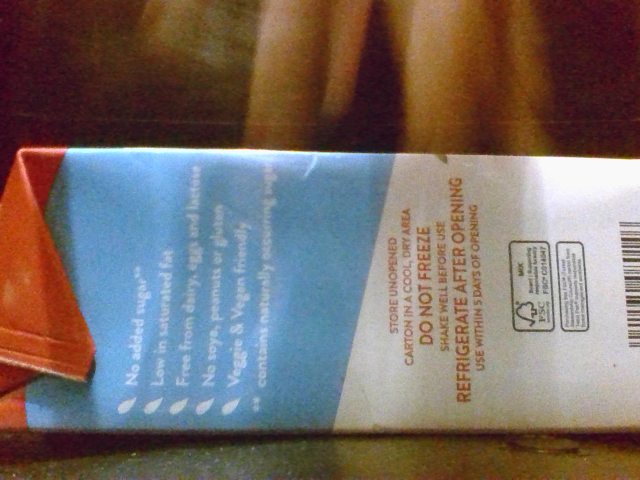 No added sugar**
Low in saturated fat
Free from dairy, eggs and lactose
No soya, peanuts or gluten
Veggie & Vegan friendly
** contains naturally occurring sugar
STORE UNOPENED
CARTON IN A COOL, DRY AREA
DO NOT FREEZE
SHAKE WELL BEFORE USE
REFRIGERATE AFTER OPENING
USE WITHIN 5 DAYS OF OPENING
MIX
FSC